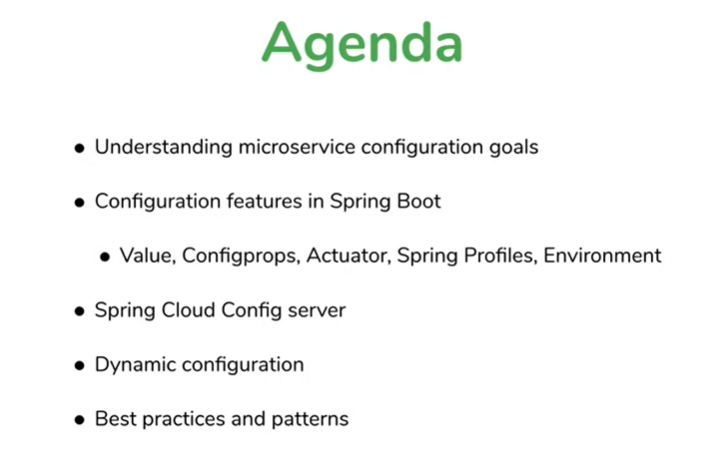 Agenda
• Understanding microservice configuration goals
• Configuration features in Spring Boot
• Value, Configprops, Actuator, Spring Profiles, Environment
• Spring Cloud Config server
• Dynamic configuration
• Best practices and patterns